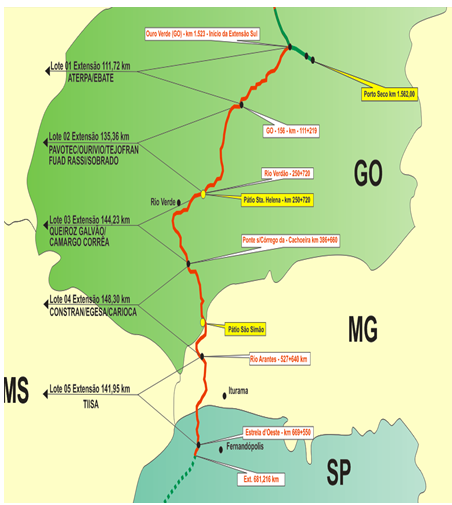 Ouro Verde (GO) - km 1.523 - Início da Extensão Sul
Lote 01 Extensão 111,72 km
ATERPA/EBATE
Porto Seco km 1.562,00
GO - 156 - km - 111+219
Lote 02 Extensão 135,36 km
PAVOTEC/OURIVIO/TEJOFRAN
FUAD RASSI/SOBRADO
Rio Verdão - 250+720
GO
Rio Verde
Pátio Sta. Helena - km 250+720
Lote 03 Extensão 144,23 km
QUEIROZ GALVÃO/
CAMARGO CORRÊA
Ponte s/Córrego da - Cachoeira km 386+660
Lote 04 Extensão 148,30 km
CONSTRAN/EGESA/CARIOCA
Pátio São Simão
MG
Rio Arantes - 527+640 km
MS
Lote 05 Extensão 141,95 km
TIISA
Iturama
Estrela d'Oeste - km 669+550
Fernandópolis
SP
Ext. 681,216 km